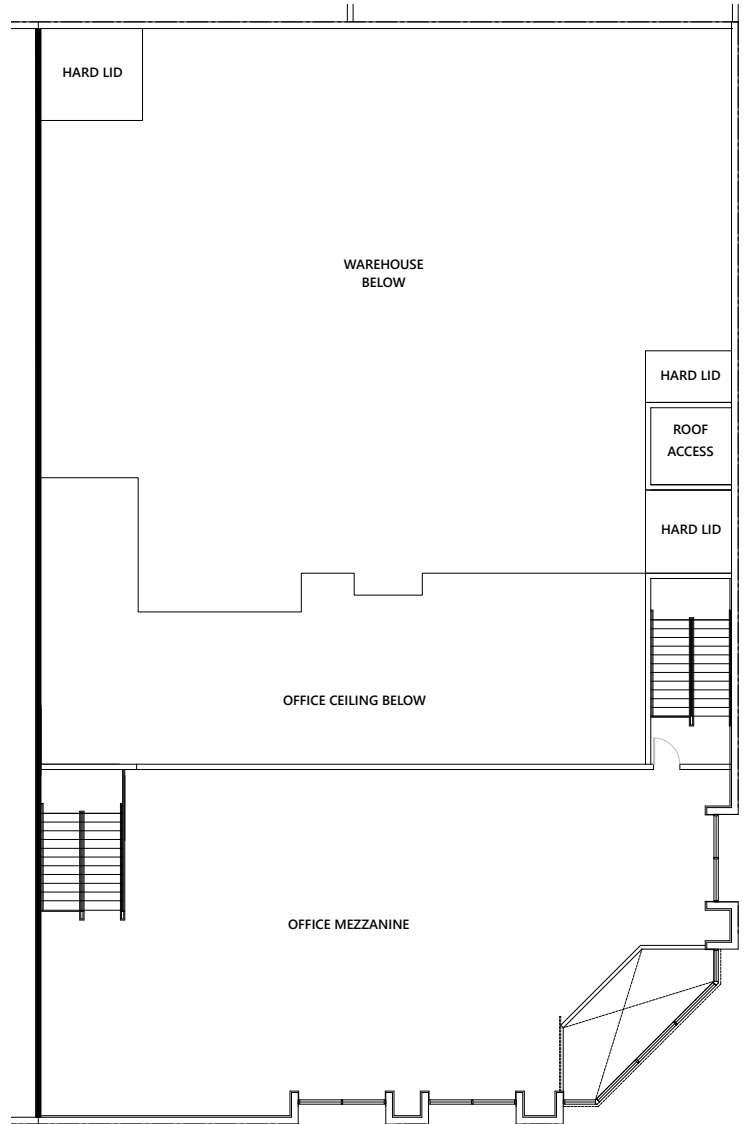 HARD LID
WAREHOUSE
BELOW
HARD LID
ROOF
ACCESS
HARD LID
OFFICE CEILING BELOW
OFFICE MEZZANINE